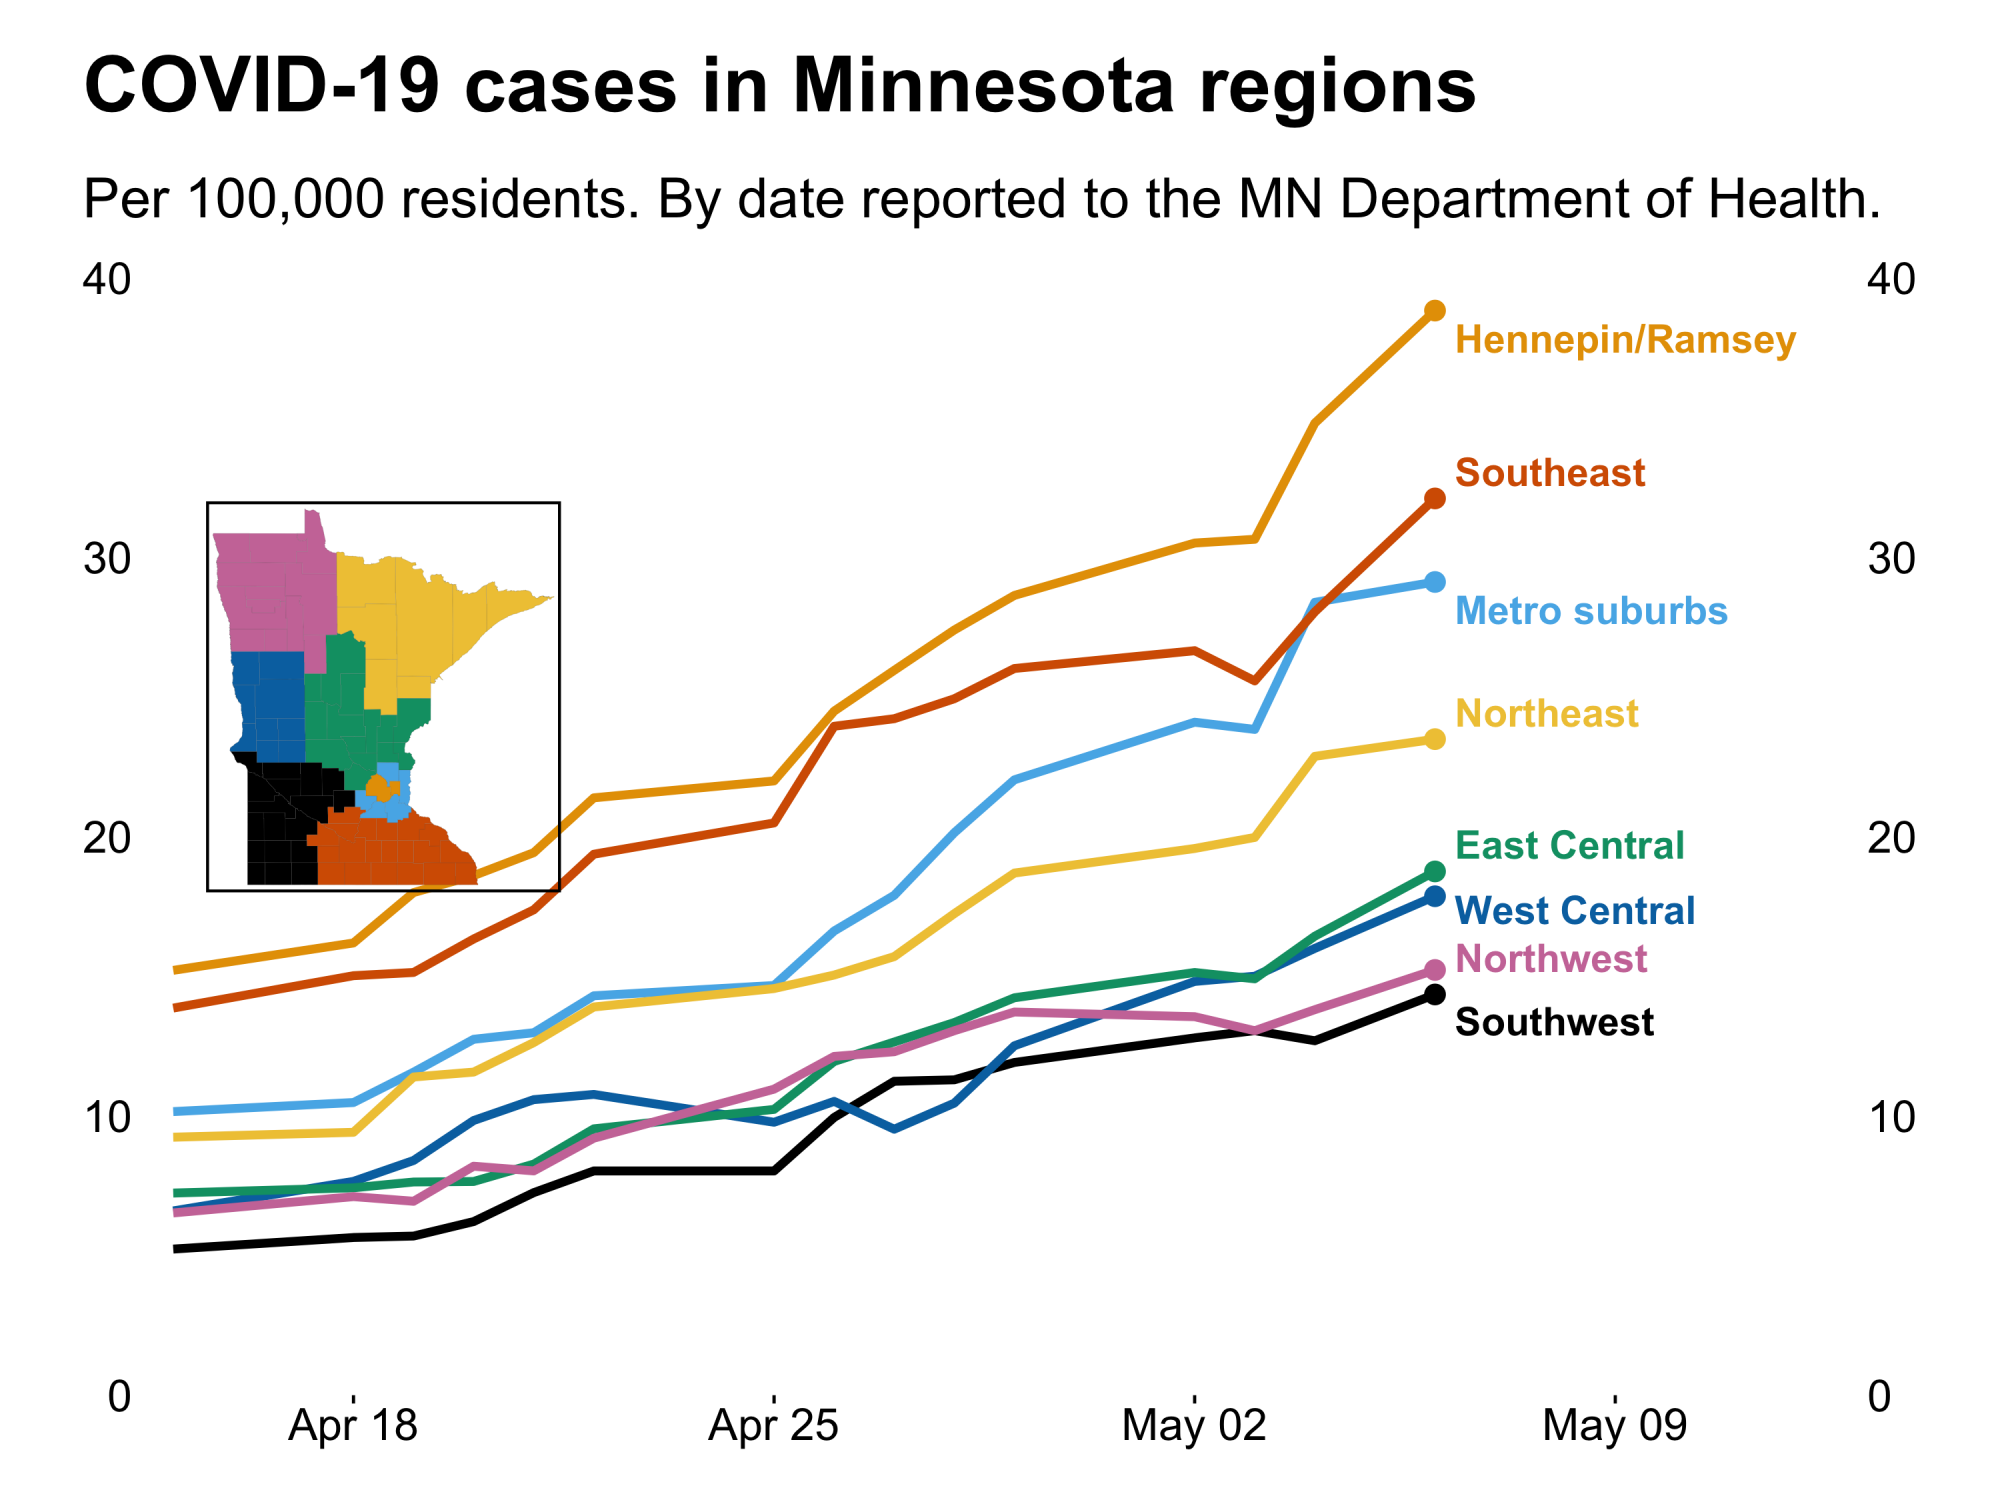 COVID-19 cases in Minnesota regions
Per 100,000 residents. By date reported to the MN Department of Health.
40
40
Hennepin/Ramsey
Southeast
30
30
Metro suburbs
Northeast
20
20
East Central
West Central
Northwest
Southwest
10
10
0
0
Apr 18
Apr 25
May 02
May 09